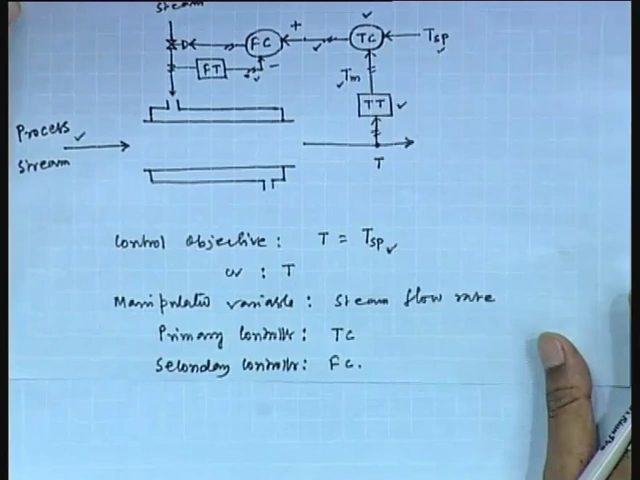 Steam
+
FC
TC
Tsp
FT
-
Tm
TT
Process
Stream
T
Control Objective : T = Tsp
cv : T
Manipulated variable : Steam flow rate
Primary Controller : TC
Secondary Controller : FC.